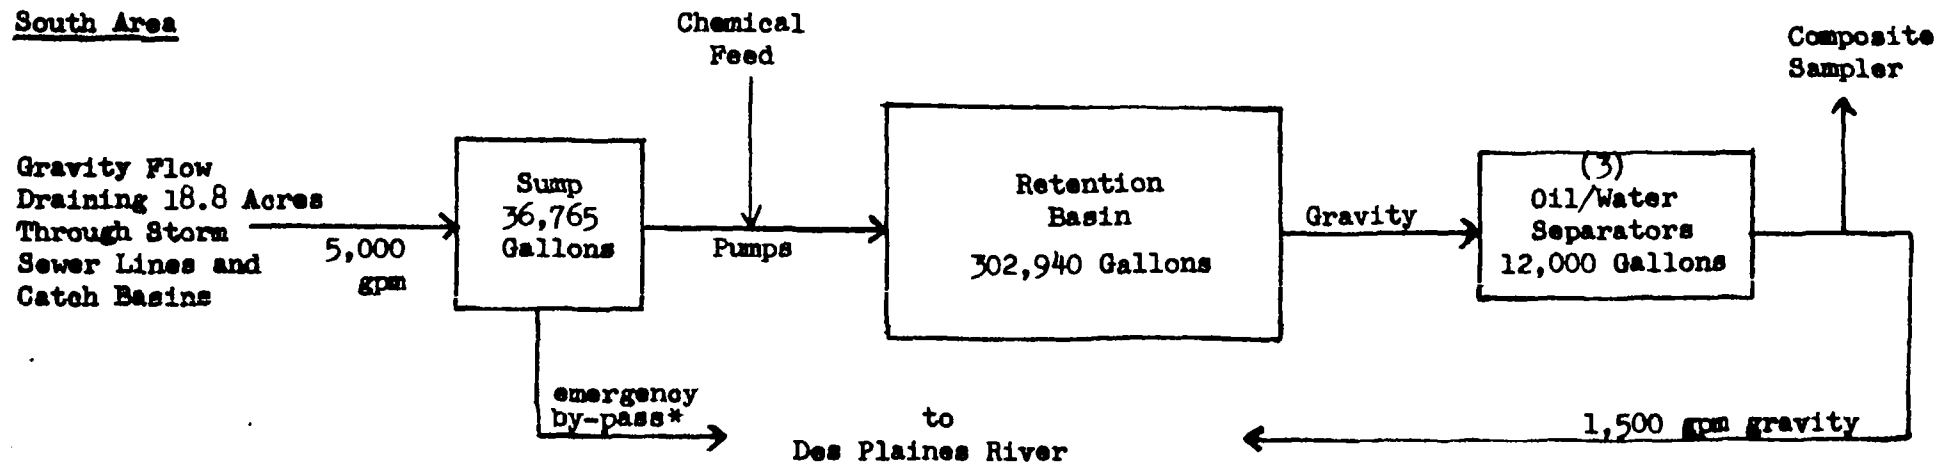 South Area
Chemical
Feed
Composite
Sampler
Gravity Flow
Draining 18.8 Acres
Through Storm
Sewer Lines and
Catch Basins
5,000
gpm
Sump
36,765
Gallons
Pumps
Retention
Basin
302,940 Gallons
Gravity
(3)
Oil/Water
Separators
12,000 Gallons
emergency
by-pass*
to
Des Plaines River
1,500 gpm gravity